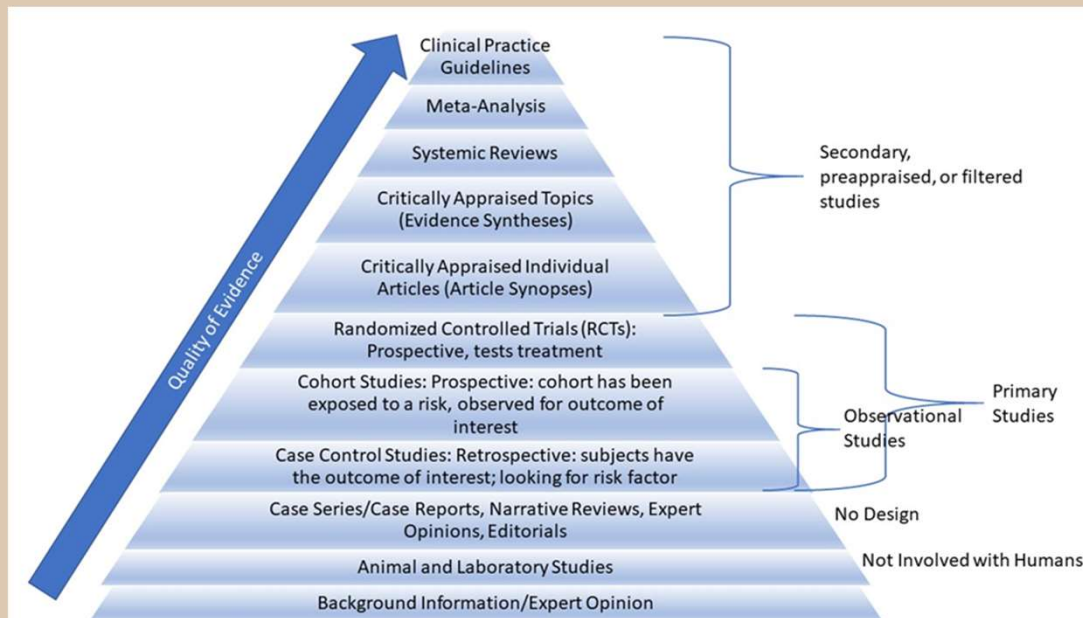 Clinical Practice
Guidelines
Meta-Analysis
Systemic Reviews
Critically Appraised Topics
(Evidence Syntheses)
Critically Appraised Individual
Articles (Article Synopses)
Randomized Controlled Trials (RCTs):
Prospective, tests treatment
Cohort Studies: Prospective: cohort has been
exposed to a risk, observed for outcome of
interest
Case Control Studies: Retrospective: subjects have
the outcome of interest; looking for risk factor
Case Series/Case Reports, Narrative Reviews, Expert
Opinions, Editorials
Animal and Laboratory Studies
Background Information/Expert Opinion
Quality of Evidence
Secondary,
preappraised, or filtered
studies
Primary
Studies
Observational
Studies
No Design
Not Involved with Humans